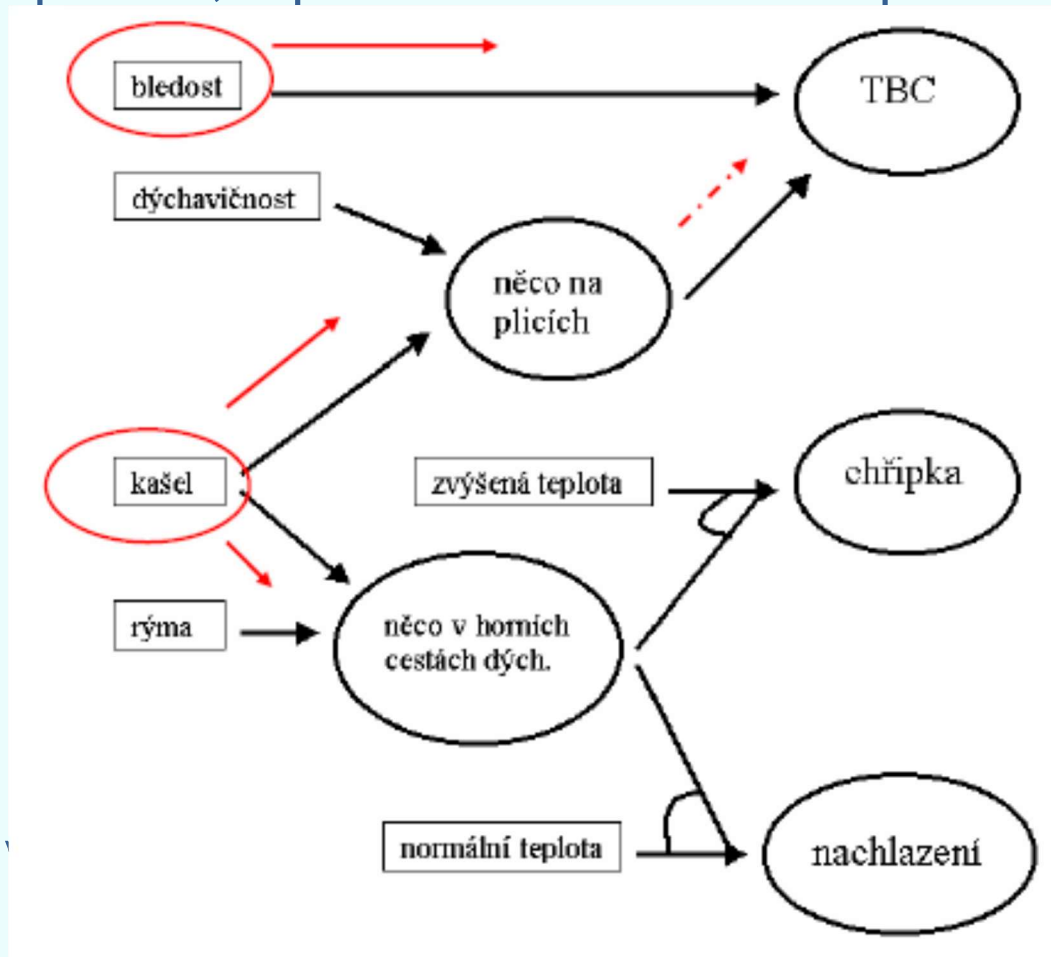 bledost
TBC
dýchavičnost
něco na
plicích
kašel
zvýšená teplota
chřipka
rýma
něco v horních
cestách dých.
normální teplota
nachlazení